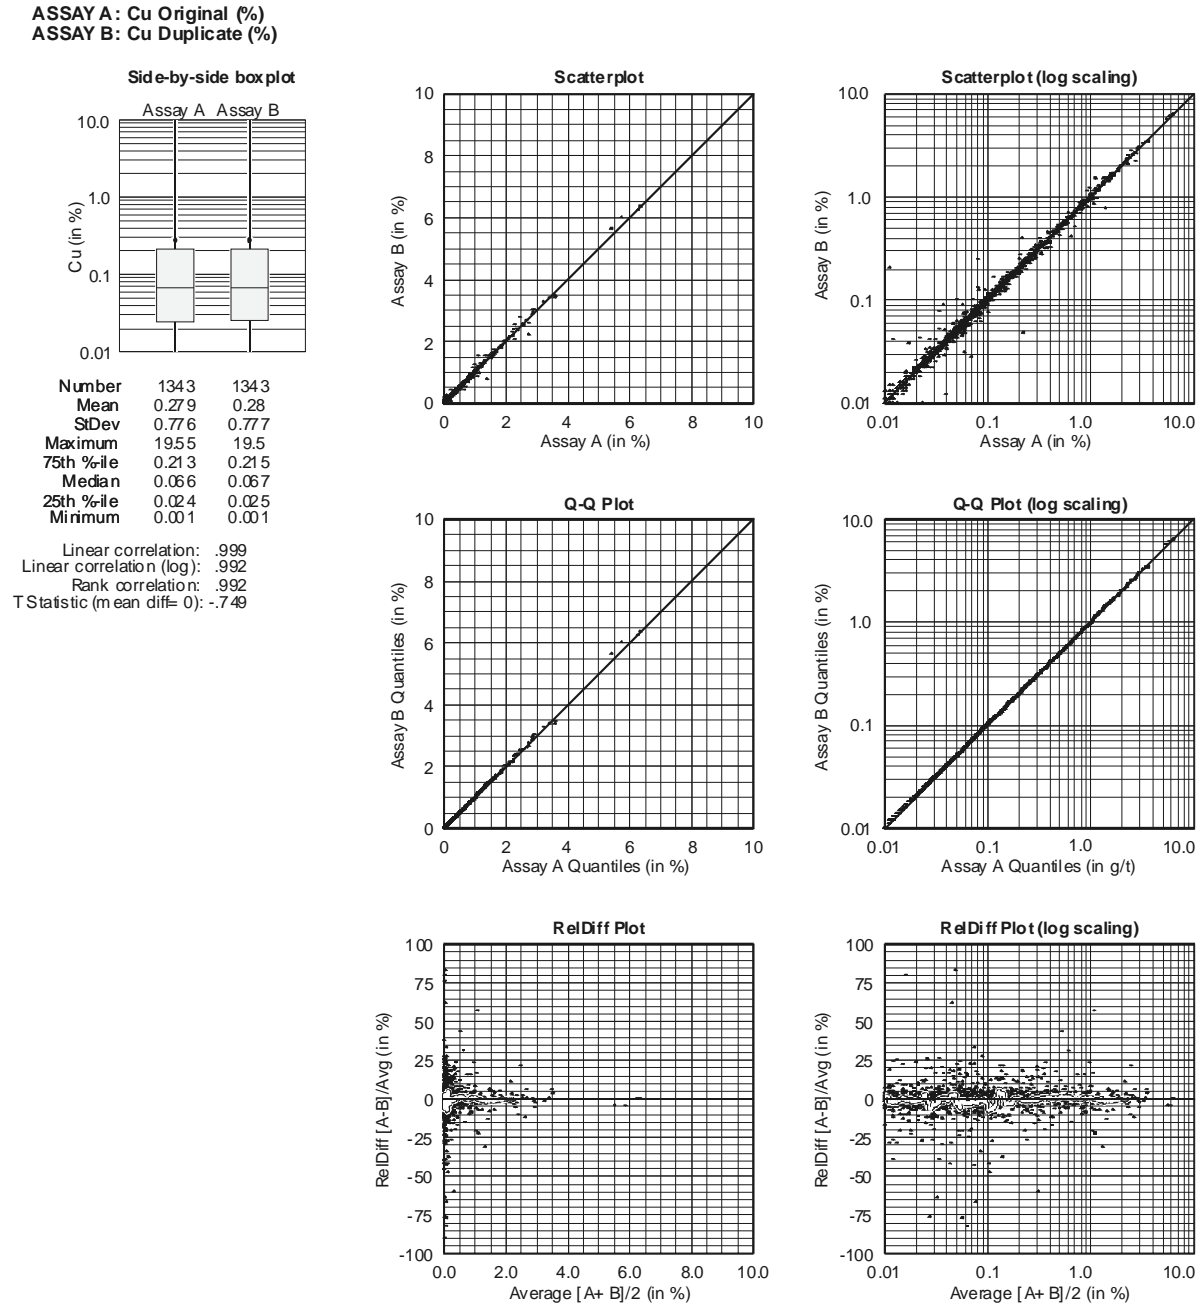 ASSAY A: Cu Original (%)
ASSAY B: Cu Duplicate (%)
Side-by-side boxplot
Assay A Assay B
10.0
1.0
0.1
0.01
Cu (in %)
Number 1343 1343
Mean 0.279 0.28
StDev 0.776 0.777
Maximum 19.55 19.5
75th %-ile 0.213 0.215
Median 0.066 0.067
25th %-ile 0.024 0.025
Minimum 0.001 0.001
Linear correlation: .999
Linear correlation (log): .992
Rank correlation: .992
T Statistic (mean diff= 0): -.749
Scatterplot
10
8
6
4
2
0
Assay B (in %)
0 2 4 6 8 10
Assay A (in %)
Scatterplot (log scaling)
10.0
1.0
0.1
0.01
Assay B (in %)
0.01 0.1 1.0 10.0
Assay A (in %)
Q-Q Plot
10
8
6
4
2
0
Assay B Quantiles (in %)
0 2 4 6 8 10
Assay A Quantiles (in %)
Q-Q Plot (log scaling)
10.0
1.0
0.1
0.01
Assay B Quantiles (in %)
0.01 0.1 1.0 10.0
Assay A Quantiles (in g/t)
RelDiff Plot
100
75
50
25
0
-25
-50
-75
-100
RelDiff [A-B]/Avg (in %)
0.0 2.0 4.0 6.0 8.0 10.0
Average [A+B]/2 (in %)
RelDiff Plot (log scaling)
100
75
50
25
0
-25
-50
-75
-100
RelDiff [A-B]/Avg (in %)
0.01 0.1 1.0 10.0
Average [A+B]/2 (in %)